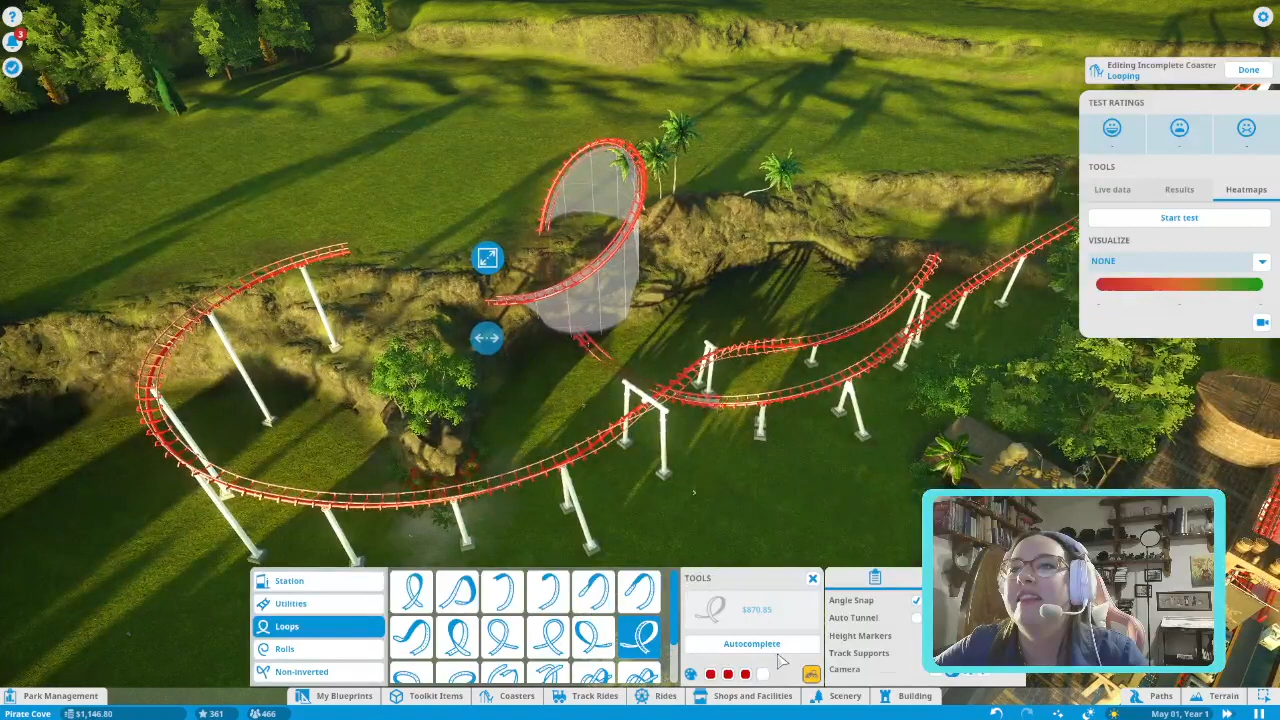 ?
3
Editing Incomplete Coaster
Looping
Done
TEST RATINGS
-
-
-
TOOLS
Live data
Results
Heatmaps
Start test
VISUALIZE
NONE
-
-
-
Station
Utilities
Loops
Rolls
Non-inverted
TOOLS
$870.85
Autocomplete
Angle Snap
Auto Tunnel
Height Markers
Track Supports
Camera
Park Management
My Blueprints
Toolkit Items
Coasters
Track Rides
Rides
Shops and Facilities
Scenery
Building
Paths
Terrain
Pirate Cove
$1,146.80
361
466
May 01, Year 1